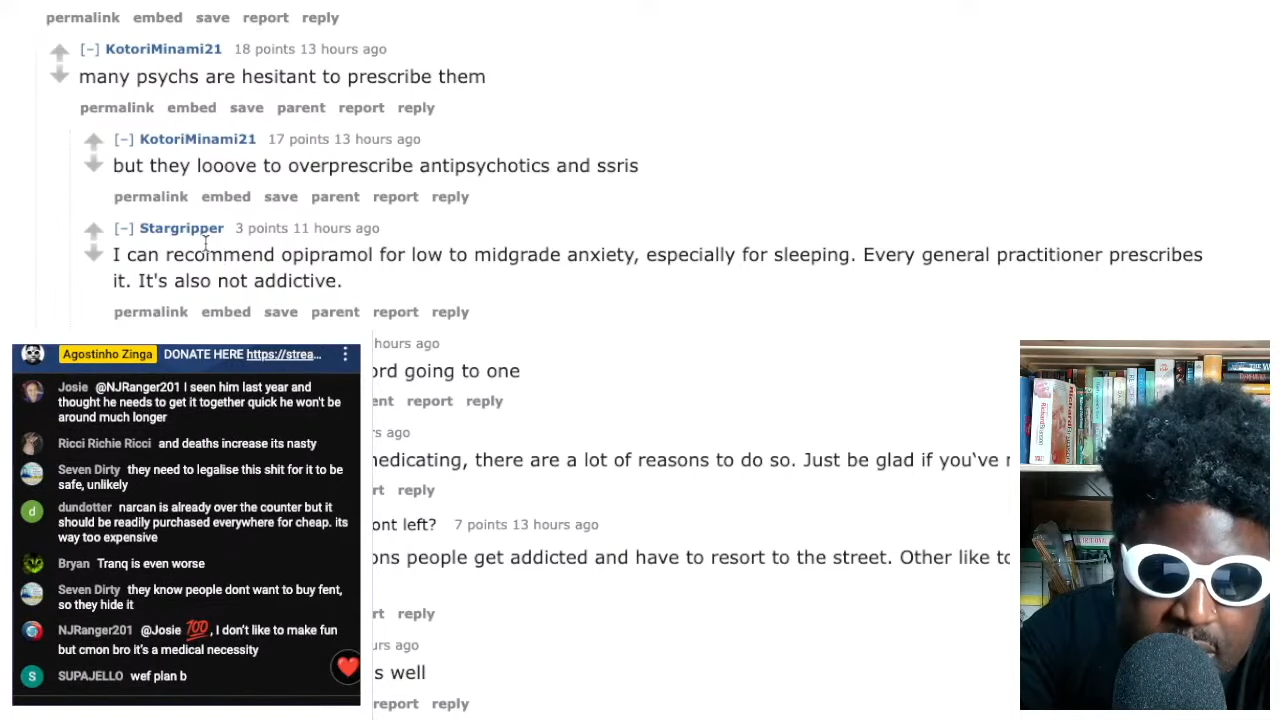 permalink embed save report reply
[–] KotoriMinami21 18 points 13 hours ago
many psychs are hesitant to prescribe them
permalink embed save parent report reply
[–] KotoriMinami21 17 points 13 hours ago
but they looove to overprescribe antipsychotics and ssris
permalink embed save parent report reply
[–] Stargripper 3 points 11 hours ago
I can recommend opipramol for low to midgrade anxiety, especially for sleeping. Every general practitioner prescribes
it. It's also not addictive.
permalink embed save parent report reply
hours ago
ord going to one
ent report reply
rs ago
nedicating, there are a lot of reasons to do so. Just be glad if you've
rt reply
ont left? 7 points 13 hours ago
ons people get addicted and have to resort to the street. Other like to
rt reply
urs ago
s well
report reply
Agostinho Zinga DONATE HERE https://strea...
Josie @NJRanger201 I seen him last year and
thought he needs to get it together quick he won't be
around much longer
Ricci Richie Ricci and deaths increase its nasty
Seven Dirty they need to legalise this shit for it to be
safe, unlikely
d
dundotter narcan is already over the counter but it
should be readily purchased everywhere for cheap. its
way too expensive
Bryan Tranq is even worse
Seven Dirty they know people dont want to buy fent,
so they hide it
NJRanger201 @Josie 💯, I don't like to make fun
but cmon bro it's a medical necessity
S
SUPAJELLO wef plan b